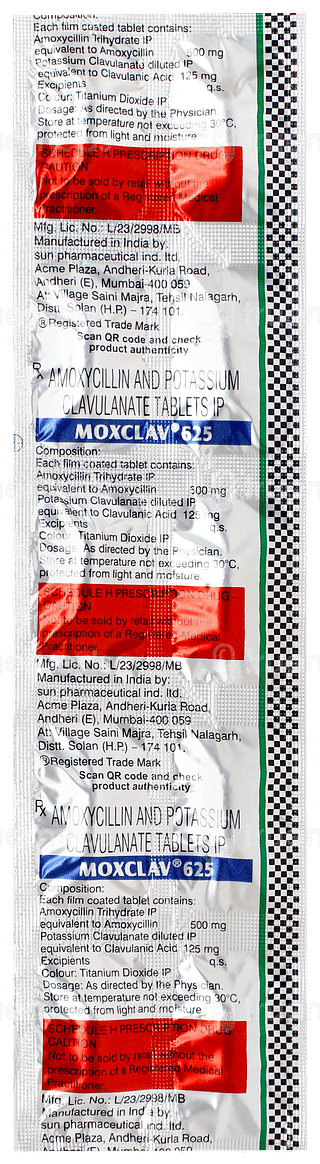 Composition:
Each film coated tablet contains:
Amoxycillin Trihydrate IP
equivalent to Amoxycillin 500 mg
Potassium Clavulanate diluted IP
equivalent to Clavulanic Acid 125 mg
Excipients q.s.
Colour: Titanium Dioxide IP
Dosage: As directed by the Physician.
Store at temperature not exceeding 30°C,
protected from light and moisture
SCHEDULE H PRESCRIPTION DRUG -
CAUTION
Not to be sold by retail without the
prescription of a Registered Medical
Practitioner.
Mfg. Lic. No.: L/23/2998/MB
Manufactured in India by:
sun pharmaceutical ind. ltd.
Acme Plaza, Andheri-Kurla Road,
Andheri (E), Mumbai-400 059
At: Village Saini Majra, Tehsil Nalagarh,
Distt. Solan (H.P.) – 174 101.
®Registered Trade Mark
Scan QR code and check
product authenticity
Rx AMOXYCILLIN AND POTASSIUM
CLAVULANATE TABLETS IP
MOXCLAV® 625
Composition:
Each film coated tablet contains:
Amoxycillin Trihydrate IP
equivalent to Amoxycillin 500 mg
Potassium Clavulanate diluted IP
equivalent to Clavulanic Acid 125 mg
Excipients q.s.
Colour: Titanium Dioxide IP
Dosage: As directed by the Physician.
Store at temperature not exceeding 30°C,
protected from light and moisture.
SCHEDULE H PRESCRIPTION DRUG -
CAUTION
Not to be sold by retail without the
prescription of a Registered Medical
Practitioner.
Mfg. Lic. No.: L/23/2998/MB
Manufactured in India by:
sun pharmaceutical ind. ltd.
Acme Plaza, Andheri-Kurla Road,
Andheri (E), Mumbai-400 059
At: Village Saini Majra, Tehsil Nalagarh,
Distt. Solan (H.P.) – 174 101.
®Registered Trade Mark
Scan QR code and check
product authenticity
Rx AMOXYCILLIN AND POTASSIUM
CLAVULANATE TABLETS IP
MOXCLAV® 625
Composition:
Each film coated tablet contains:
Amoxycillin Trihydrate IP
equivalent to Amoxycillin 500 mg
Potassium Clavulanate diluted IP
equivalent to Clavulanic Acid 125 mg
Excipients q.s.
Colour: Titanium Dioxide IP
Dosage: As directed by the Physician.
Store at temperature not exceeding 30°C,
protected from light and moisture
SCHEDULE H PRESCRIPTION DRUG -
CAUTION
Not to be sold by retail without the
prescription of a Registered Medical
Practitioner.
Mfg. Lic. No.: L/23/2998/MB
Manufactured in India by:
sun pharmaceutical ind. ltd.
Acme Plaza, Andheri-Kurla Road,